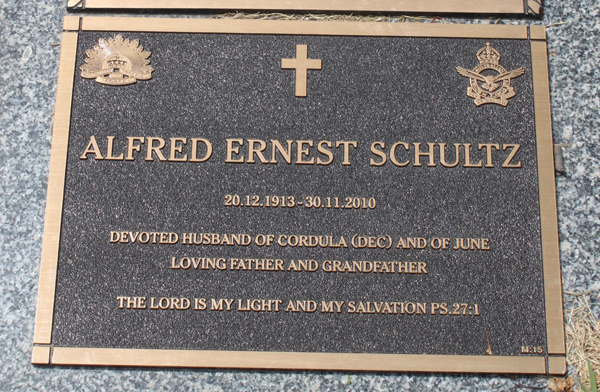 ALFRED ERNEST SCHULTZ
20.12.1913-30.11.2010
DEVOTED HUSBAND OF CORDULA (DEC) AND OF JUNE
LOVING FATHER AND GRANDFATHER
THE LORD IS MY LIGHT AND MY SALVATION PS.27:1
M:15